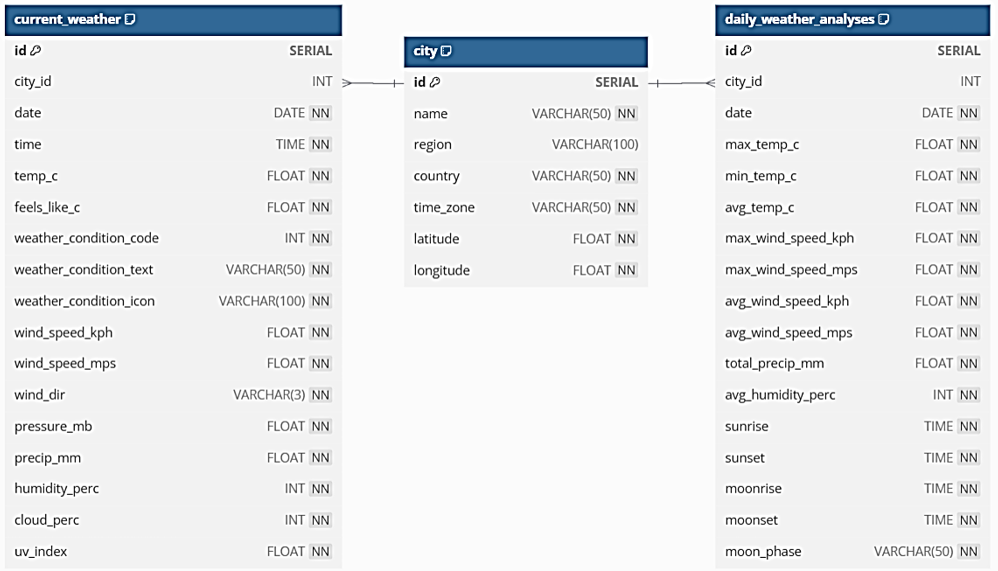 current_weather
id SERIAL
city_id INT
date DATE NN
time TIME NN
temp_c FLOAT NN
feels_like_c FLOAT NN
weather_condition_code INT NN
weather_condition_text VARCHAR(50) NN
weather_condition_icon VARCHAR(100) NN
wind_speed_kph FLOAT NN
wind_speed_mps FLOAT NN
wind_dir VARCHAR(3) NN
pressure_mb FLOAT NN
precip_mm FLOAT NN
humidity_perc INT NN
cloud_perc INT NN
uv_index FLOAT NN
city
id SERIAL
name VARCHAR(50) NN
region VARCHAR(100)
country VARCHAR(50) NN
time_zone VARCHAR(50) NN
latitude FLOAT NN
longitude FLOAT NN
daily_weather_analyses
id SERIAL
city_id INT
date DATE NN
max_temp_c FLOAT NN
min_temp_c FLOAT NN
avg_temp_c FLOAT NN
max_wind_speed_kph FLOAT NN
max_wind_speed_mps FLOAT NN
avg_wind_speed_kph FLOAT NN
avg_wind_speed_mps FLOAT NN
total_precip_mm FLOAT NN
avg_humidity_perc INT NN
sunrise TIME NN
sunset TIME NN
moonrise TIME NN
moonset TIME NN
moon_phase VARCHAR(50) NN